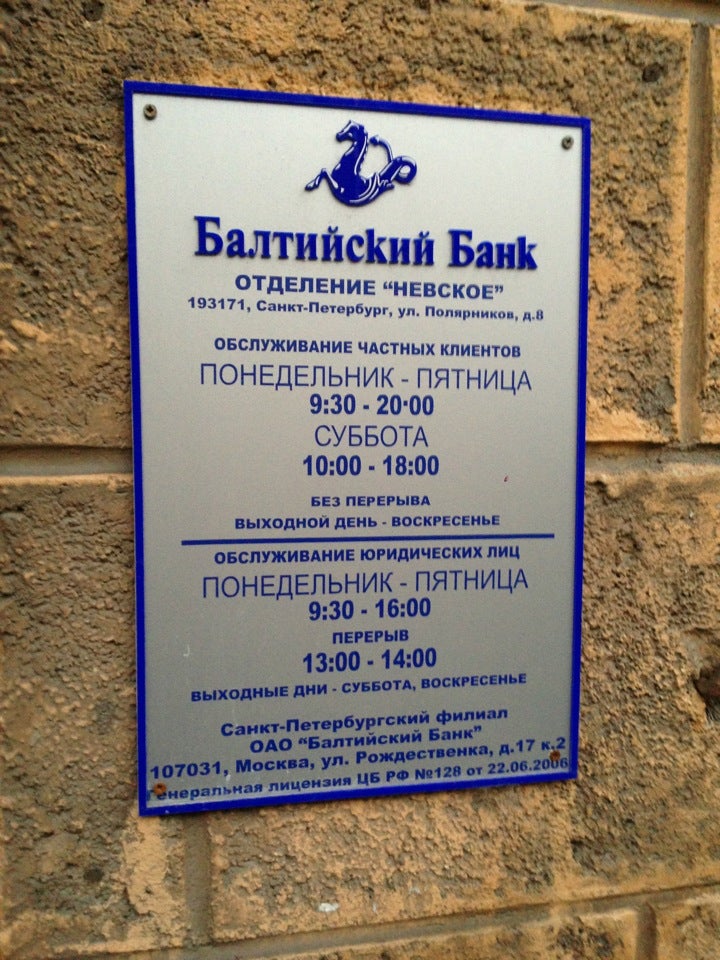 Балтийский Банк
ОТДЕЛЕНИЕ "НЕВСКОЕ"
193171, Санкт-Петербург, ул. Полярников, д.8
ОБСЛУЖИВАНИЕ ЧАСТНЫХ КЛИЕНТОВ
ПОНЕДЕЛЬНИК - ПЯТНИЦА
9:30 - 20:00
СУББОТА
10:00 - 18:00
БЕЗ ПЕРЕРЫВА
ВЫХОДНОЙ ДЕНЬ - ВОСКРЕСЕНЬЕ
ОБСЛУЖИВАНИЕ ЮРИДИЧЕСКИХ ЛИЦ
ПОНЕДЕЛЬНИК - ПЯТНИЦА
9:30 - 16:00
ПЕРЕРЫВ
13:00 - 14:00
ВЫХОДНЫЕ ДНИ - СУББОТА, ВОСКРЕСЕНЬЕ
Санкт-Петербургский филиал
ОАО "Балтийский Банк"
107031, Москва, ул. Рождественка, д.17 к.2
Генеральная лицензия ЦБ РФ №128 от 22.06.2006